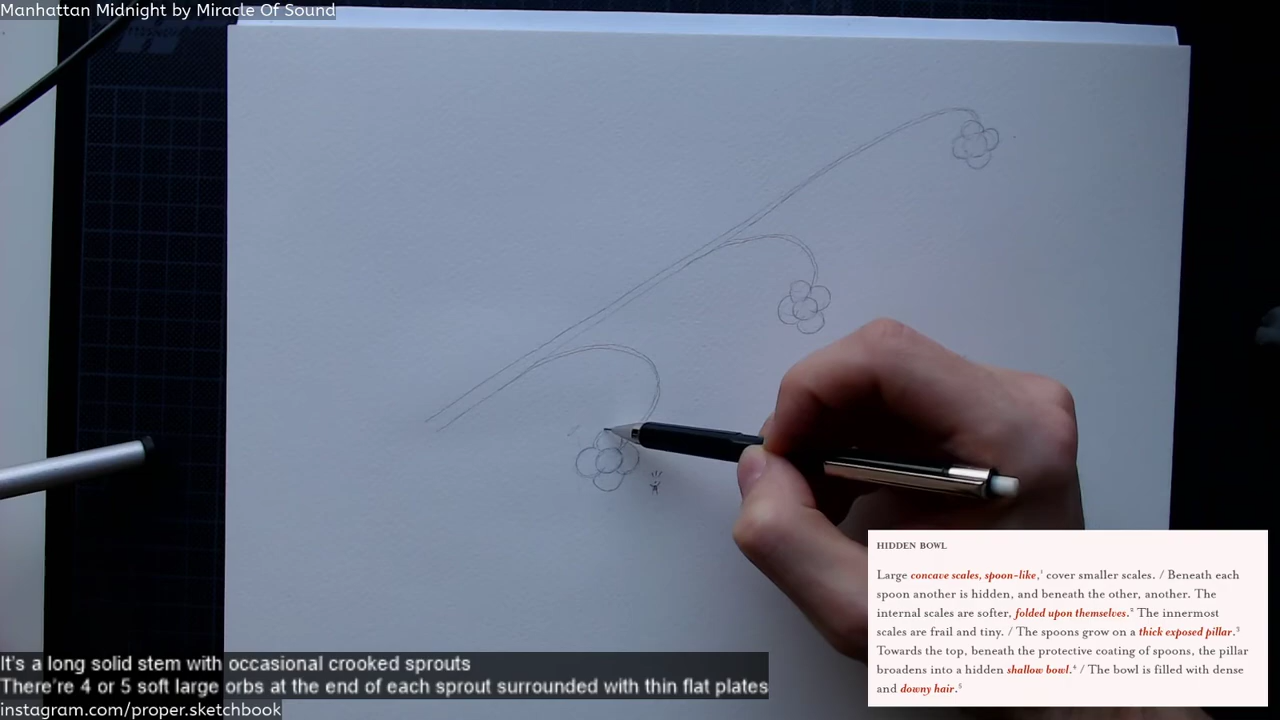 Manhattan Midnight by Miracle Of Sound
HIDDEN BOWL
Large concave scales, spoon-like,¹ cover smaller scales. / Beneath each
spoon another is hidden, and beneath the other, another. The
internal scales are softer, folded upon themselves.² The innermost
scales are frail and tiny. / The spoons grow on a thick exposed pillar.³
Towards the top, beneath the protective coating of spoons, the pillar
broadens into a hidden shallow bowl.⁴ / The bowl is filled with dense
and downy hair.⁵
It's a long solid stem with occasional crooked sprouts
There're 4 or 5 soft large orbs at the end of each sprout surrounded with thin flat plates
instagram.com/proper.sketchbook